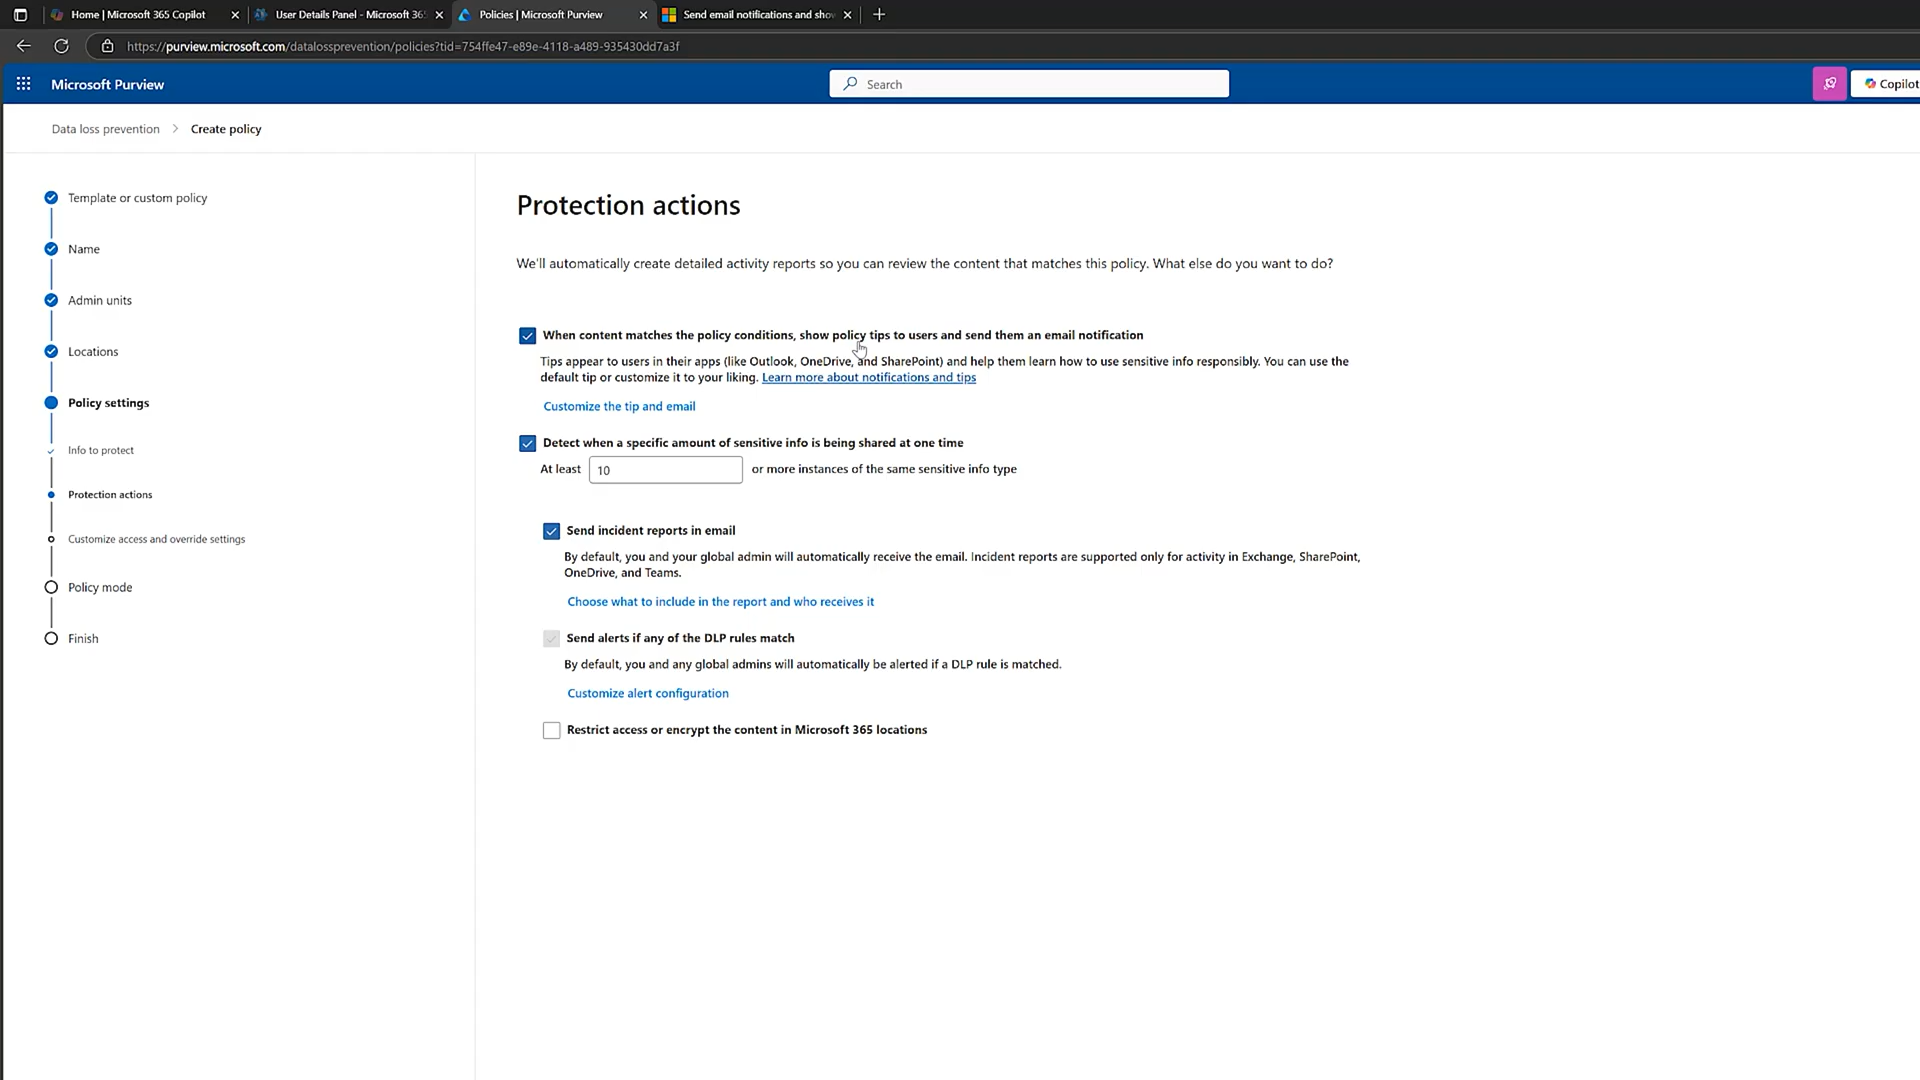 Home | Microsoft 365 Copilot
User Details Panel - Microsoft 365
Policies | Microsoft Purview
Send email notifications and show
https://purview.microsoft.com/datalossprevention/policies?tid=754ffe47-e89e-4118-a489-935430dd7a3f
Microsoft Purview
Search
Copilot
Data loss prevention > Create policy
Template or custom policy
Name
Admin units
Locations
Policy settings
Info to protect
Protection actions
Customize access and override settings
Policy mode
Finish
Protection actions
We'll automatically create detailed activity reports so you can review the content that matches this policy. What else do you want to do?
When content matches the policy conditions, show policy tips to users and send them an email notification
Tips appear to users in their apps (like Outlook, OneDrive, and SharePoint) and help them learn how to use sensitive info responsibly. You can use the
default tip or customize it to your liking. Learn more about notifications and tips
Customize the tip and email
Detect when a specific amount of sensitive info is being shared at one time
At least 10 or more instances of the same sensitive info type
Send incident reports in email
By default, you and your global admin will automatically receive the email. Incident reports are supported only for activity in Exchange, SharePoint,
OneDrive, and Teams.
Choose what to include in the report and who receives it
Send alerts if any of the DLP rules match
By default, you and any global admins will automatically be alerted if a DLP rule is matched.
Customize alert configuration
Restrict access or encrypt the content in Microsoft 365 locations